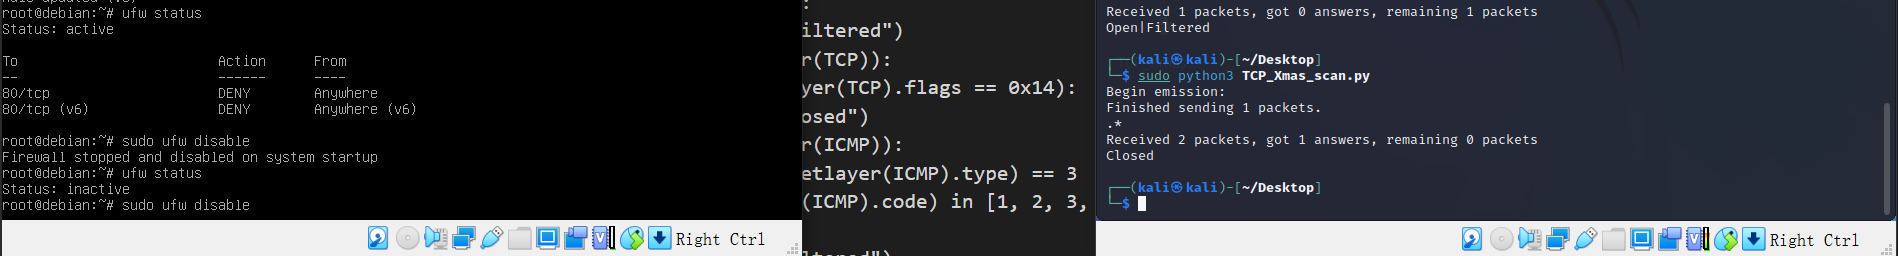 root@debian:~# ufw status
Status: active
To Action From
-- ------ ----
80/tcp DENY Anywhere
80/tcp (v6) DENY Anywhere (v6)
root@debian:~# sudo ufw disable
Firewall stopped and disabled on system startup
root@debian:~# ufw status
Status: inactive
root@debian:~# sudo ufw disable
Right Ctrl
:
iltered")
r(TCP)):
yer(TCP).flags == 0x14):
osed")
r(ICMP)):
etlayer(ICMP).type) == 3
(ICMP).code) in [1, 2, 3,
ltered")
Received 1 packets, got 0 answers, remaining 1 packets
Open|Filtered
┌──(kali㉿kali)-[~/Desktop]
└─$ sudo python3 TCP_Xmas_scan.py
Begin emission:
Finished sending 1 packets.
.*
Received 2 packets, got 1 answers, remaining 0 packets
Closed
┌──(kali㉿kali)-[~/Desktop]
└─$
Right Ctrl